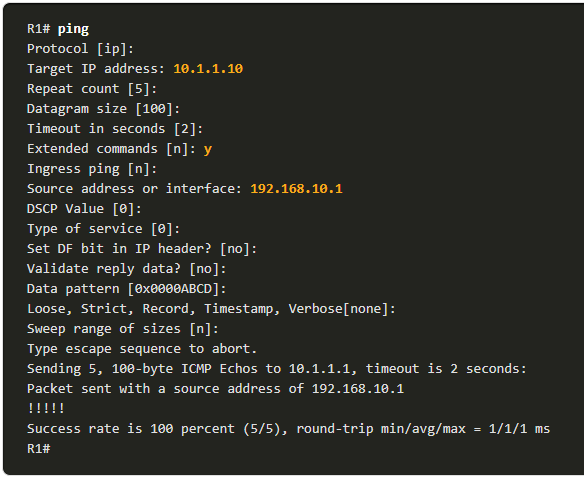 R1# ping
Protocol [ip]:
Target IP address: 10.1.1.10
Repeat count [5]:
Datagram size [100]:
Timeout in seconds [2]:
Extended commands [n]: y
Ingress ping [n]:
Source address or interface: 192.168.10.1
DSCP Value [0]:
Type of service [0]:
Set DF bit in IP header? [no]:
Validate reply data? [no]:
Data pattern [0x0000ABCD]:
Loose, Strict, Record, Timestamp, Verbose[none]:
Sweep range of sizes [n]:
Type escape sequence to abort.
Sending 5, 100-byte ICMP Echos to 10.1.1.1, timeout is 2 seconds:
Packet sent with a source address of 192.168.10.1
!!!!!
Success rate is 100 percent (5/5), round-trip min/avg/max = 1/1/1 ms
R1#